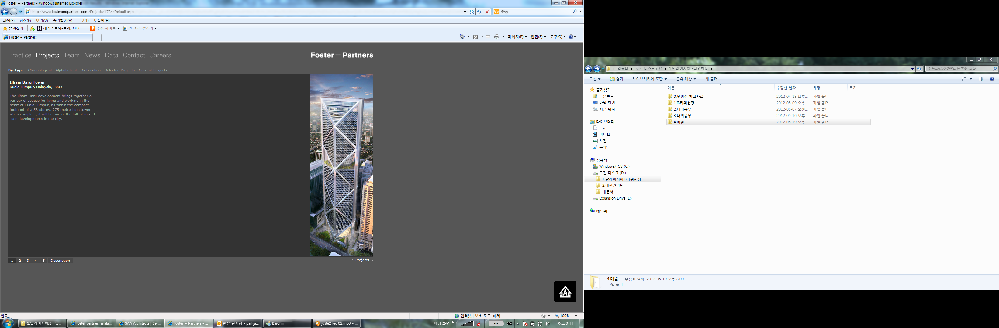 Foster + Partners - Windows Internet Explorer
http://www.fosterandpartners.com/Projects/1784/Default.aspx
Bing
파일(F) 편집(E) 보기(V) 즐겨찾기(A) 도구(T) 도움말(H)
즐겨찾기 해커스토익-토익,TOEIC,... 추천 사이트 웹 조각 갤러리
Foster + Partners
페이지(P) 안전(S) 도구(O)
Practice Projects Team News Data Contact Careers
Foster + Partners
By Type Chronological Alphabetical By Location Selected Projects Current Projects
Ilham Baru Tower
Kuala Lumpur, Malaysia, 2009
The Ilham Baru development brings together a
variety of spaces for living and working in the
heart of Kuala Lumpur, all within the compact
footprint of a 58-storey, 275-metre-high tower –
when complete, it will be one of the tallest mixed
-use developments in the city.
1 2 3 4 5 Description
← Projects →
A
완료
인터넷 | 보호 모드: 해제
100%
1.말레이시아IB타워...
foster partners mala...
SAA Architects | Ser...
Foster + Partners - ...
받은 편지함 - parkja...
Baromi
juste2 lec 02.mp3 - ...
바탕 화면
---
오후 8:11
컴퓨터 ▸ 로컬 디스크 (D:) ▸ 1.말레이시아IB타워현장 ▸
1.말레이시아IB타워현장 검색
구성 열기 라이브러리에 포함 공유 대상 새 폴더
즐겨찾기
다운로드
바탕 화면
최근 위치
라이브러리
문서
비디오
사진
음악
컴퓨터
Windows7_OS (C:)
로컬 디스크 (D:)
1.말레이시아IB타워현장
2.예산관리팀
내문서
Expansion Drive (E:)
네트워크
이름 수정한 날짜 유형 크기
0.부임전 참고자료 2012-04-13 오후... 파일 폴더
1.IB타워현장 2012-05-09 오후... 파일 폴더
2.대내공무 2012-05-07 오전... 파일 폴더
3.대외공무 2012-05-16 오후... 파일 폴더
4.메일 2012-05-19 오후... 파일 폴더
4.메일 수정한 날짜: 2012-05-19 오후 8:00
파일 폴더